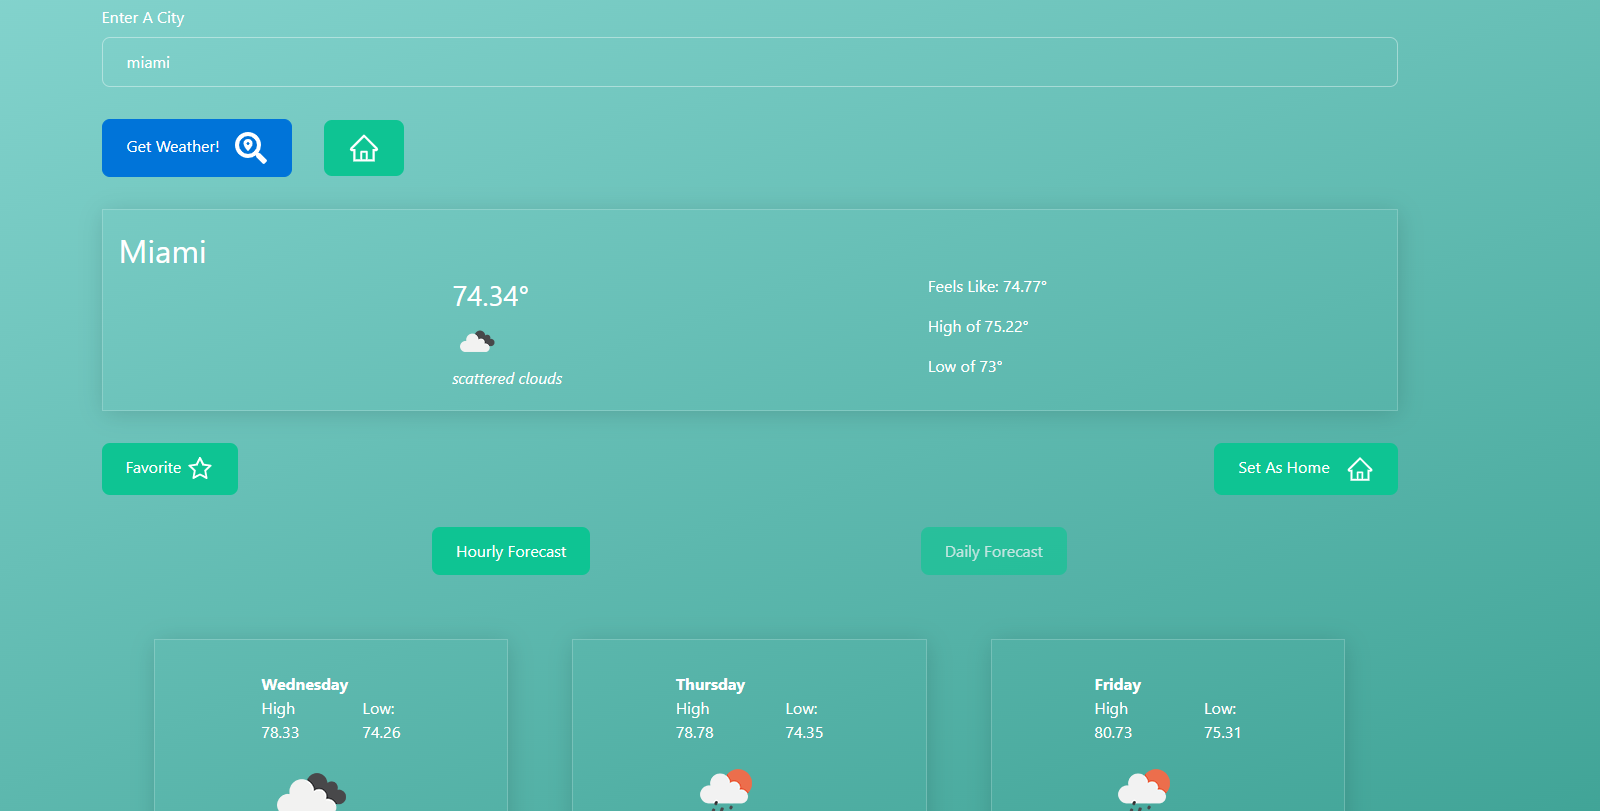 Enter A City
miami
Get Weather!
Miami
74.34°
scattered clouds
Feels Like: 74.77°
High of 75.22°
Low of 73°
Favorite
Set As Home
Hourly Forecast
Daily Forecast
Wednesday
High Low:
78.33 74.26
Thursday
High Low:
78.78 74.35
Friday
High Low:
80.73 75.31